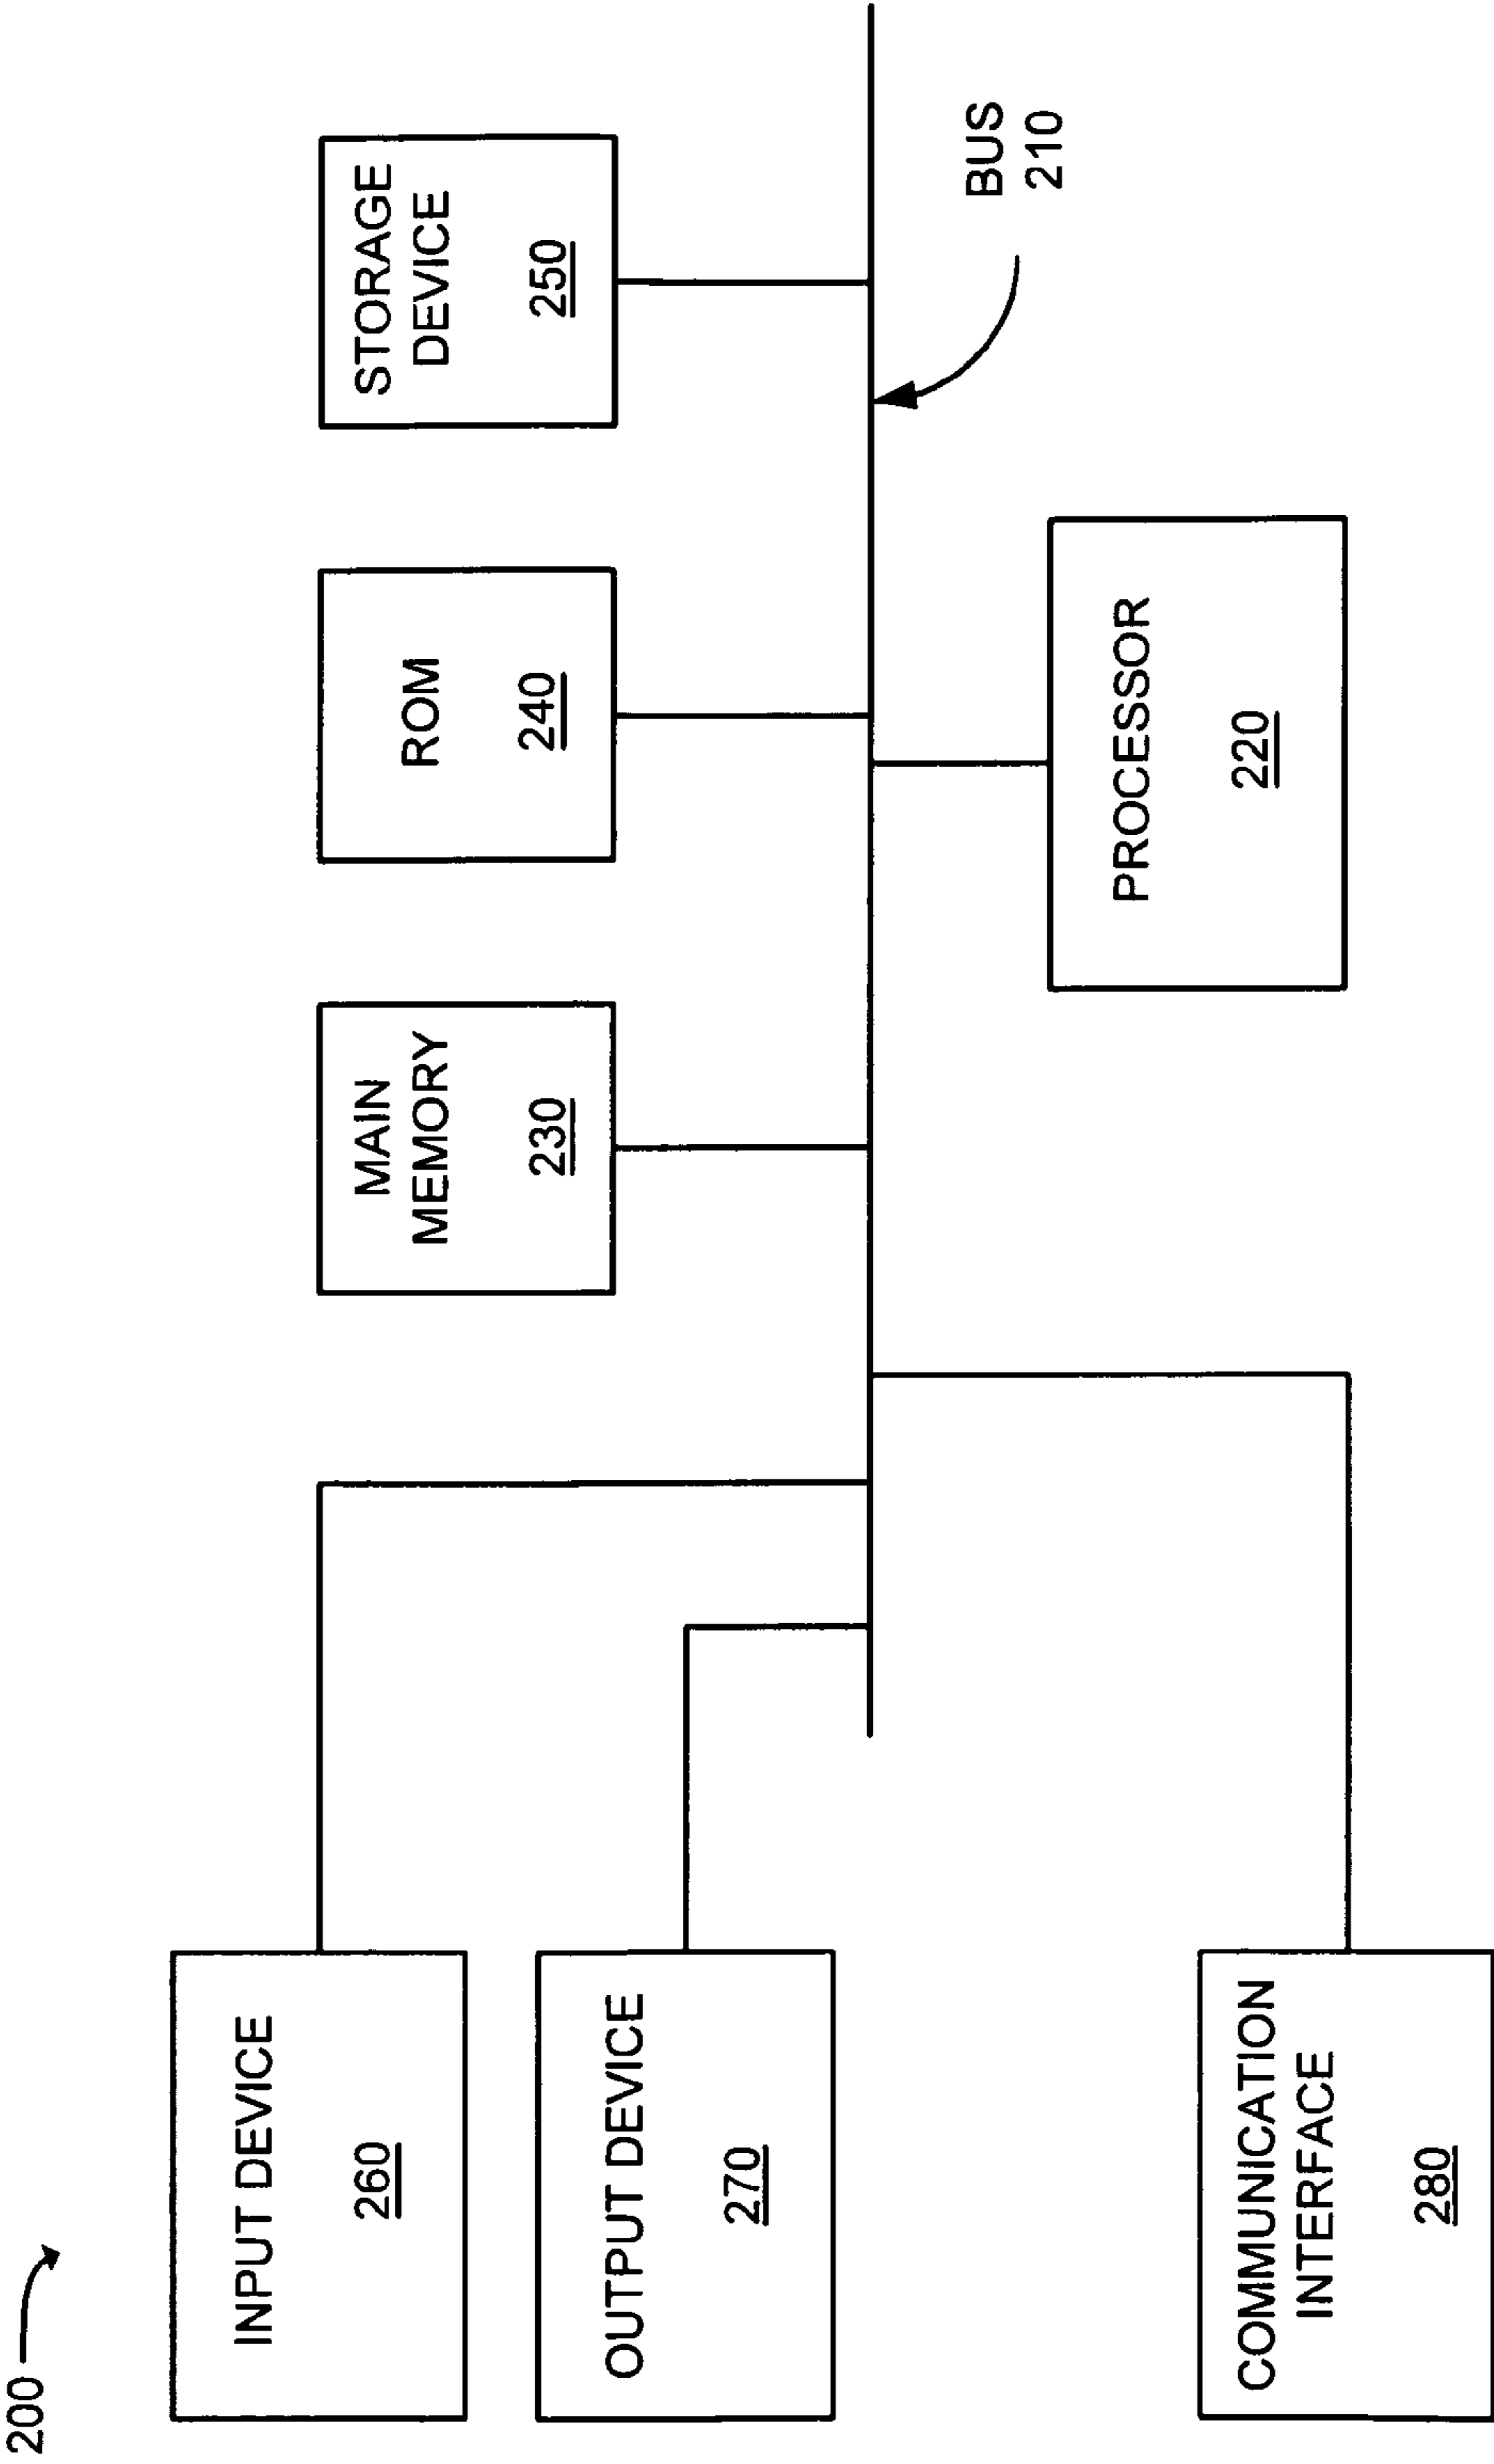 200
INPUT DEVICE
260
OUTPUT DEVICE
270
COMMUNICATION
INTERFACE
280
MAIN
MEMORY
230
ROM
240
STORAGE
DEVICE
250
BUS
210
PROCESSOR
220